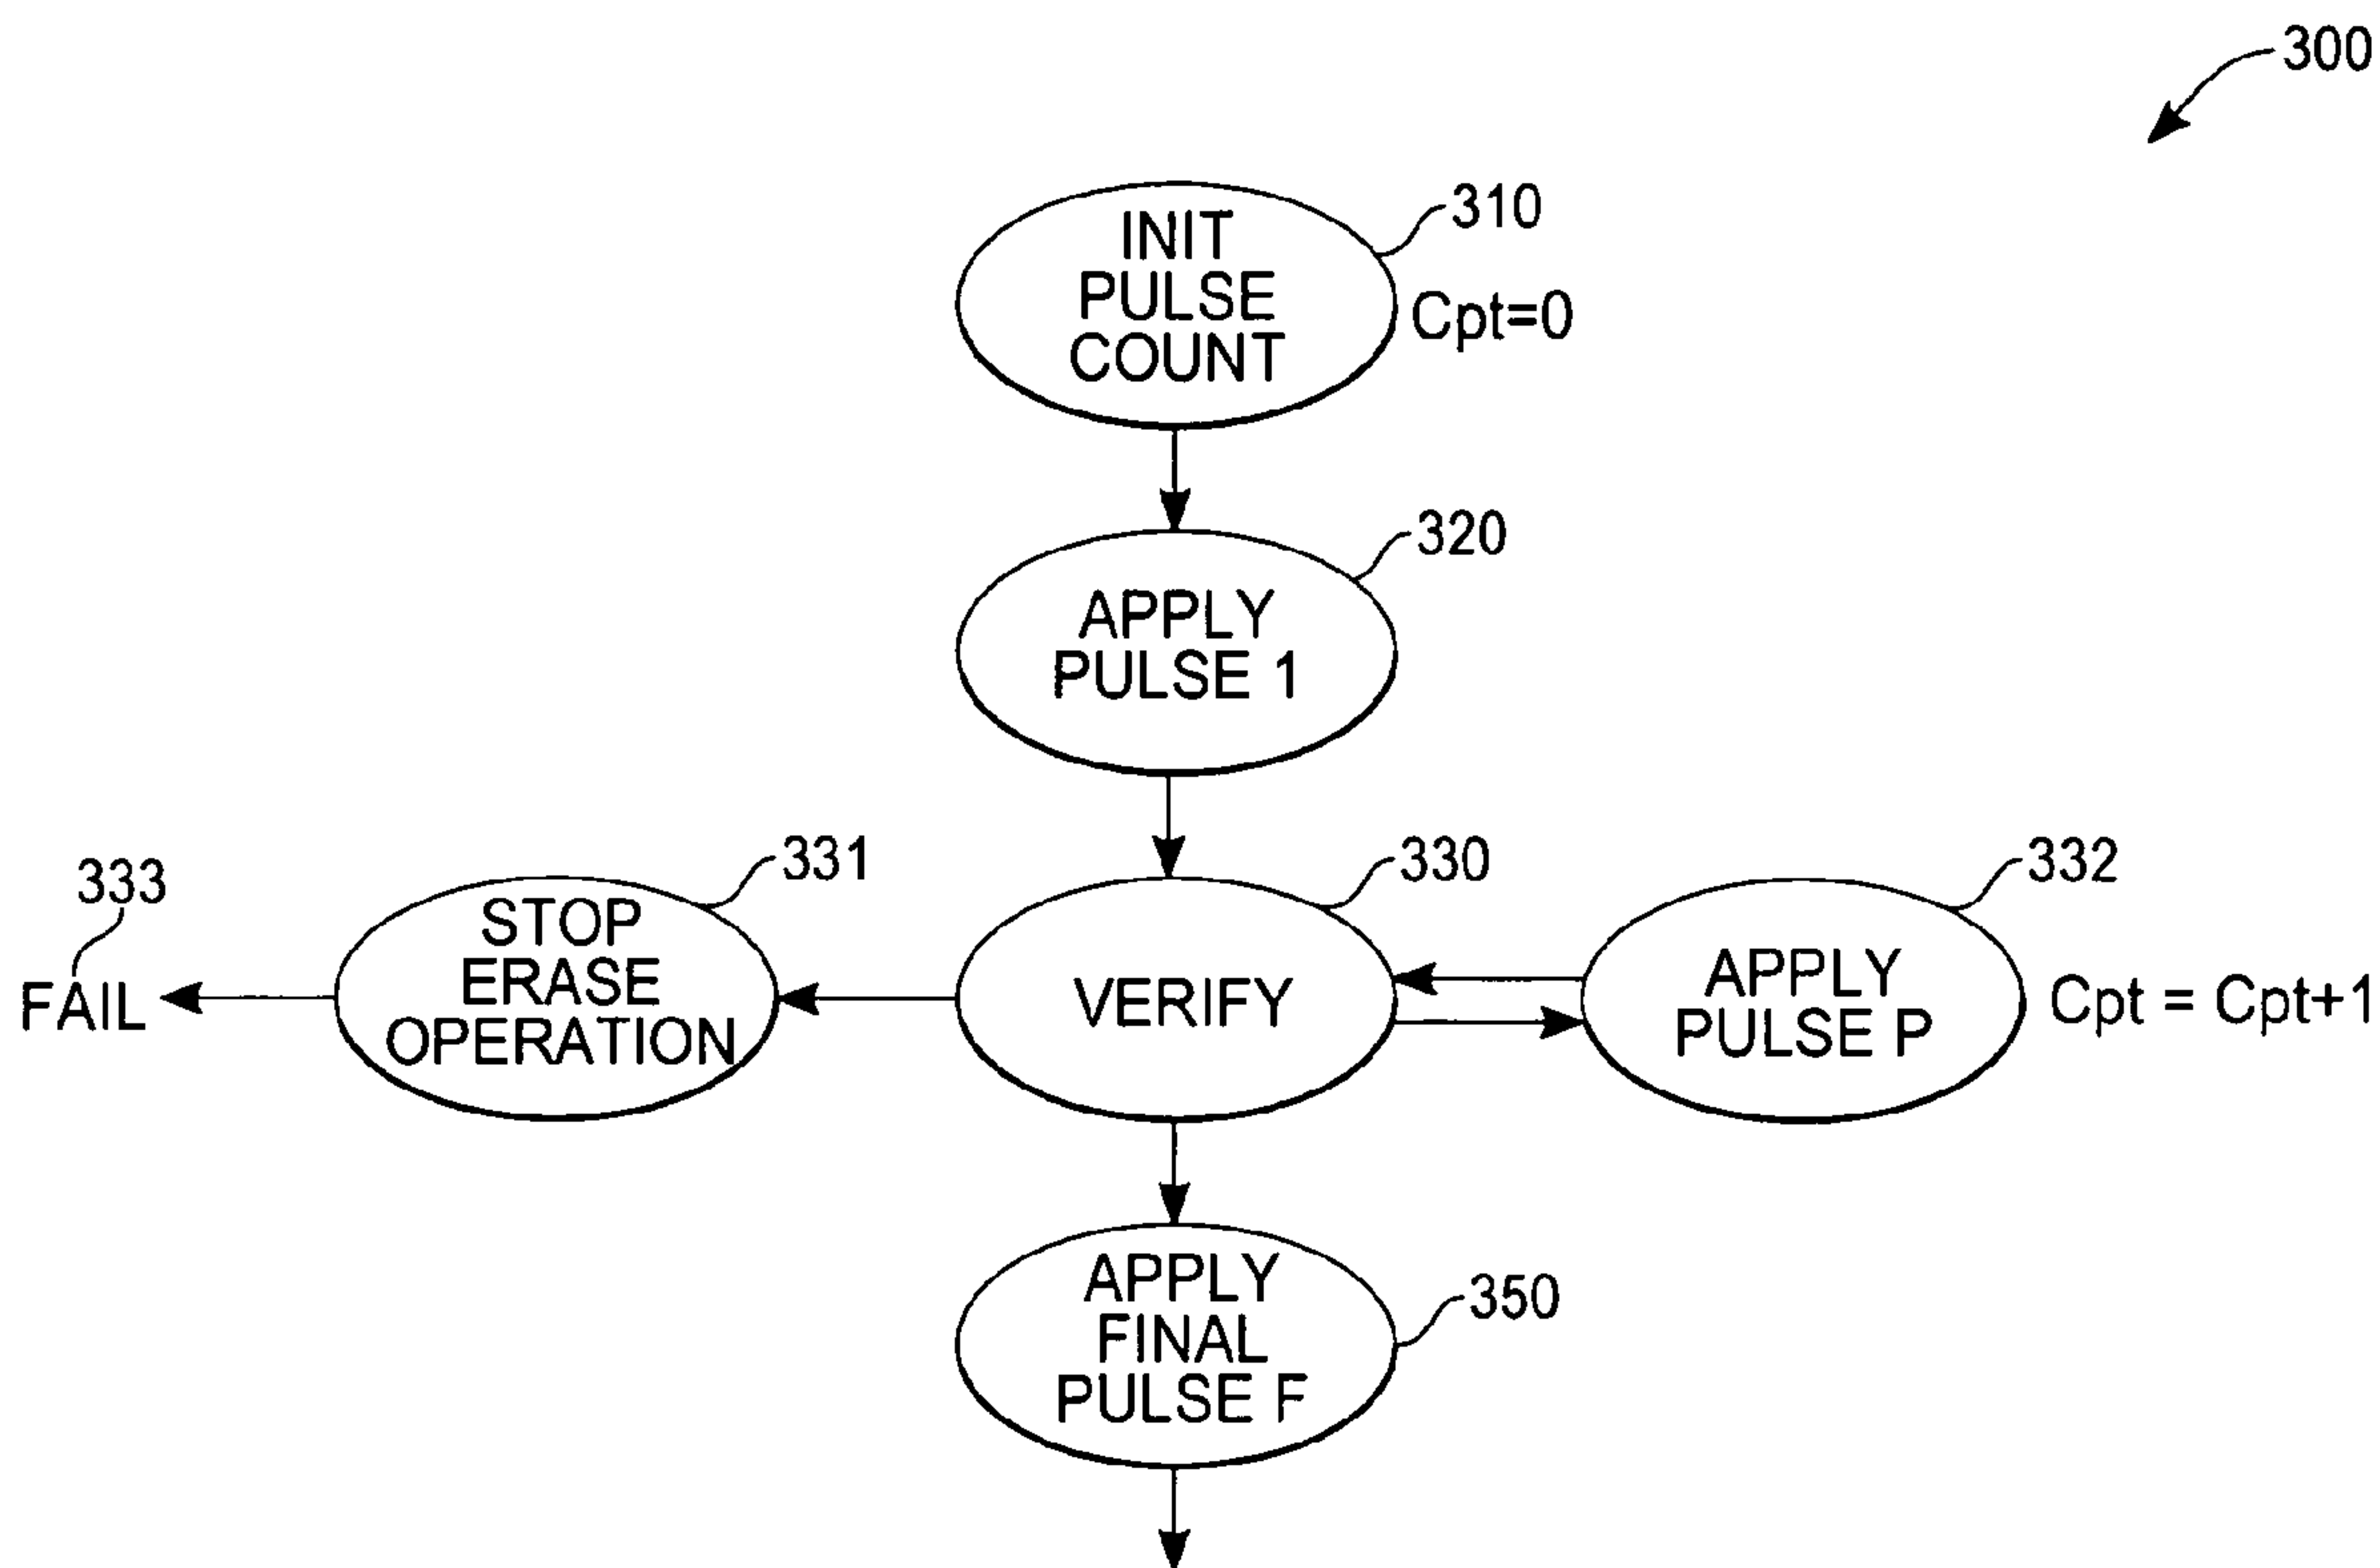 300
310
INIT
PULSE
COUNT
Cpt=0
320
APPLY
PULSE 1
333
FAIL
331
STOP
ERASE
OPERATION
330
VERIFY
332
APPLY
PULSE P
Cpt = Cpt+1
350
APPLY
FINAL
PULSE F